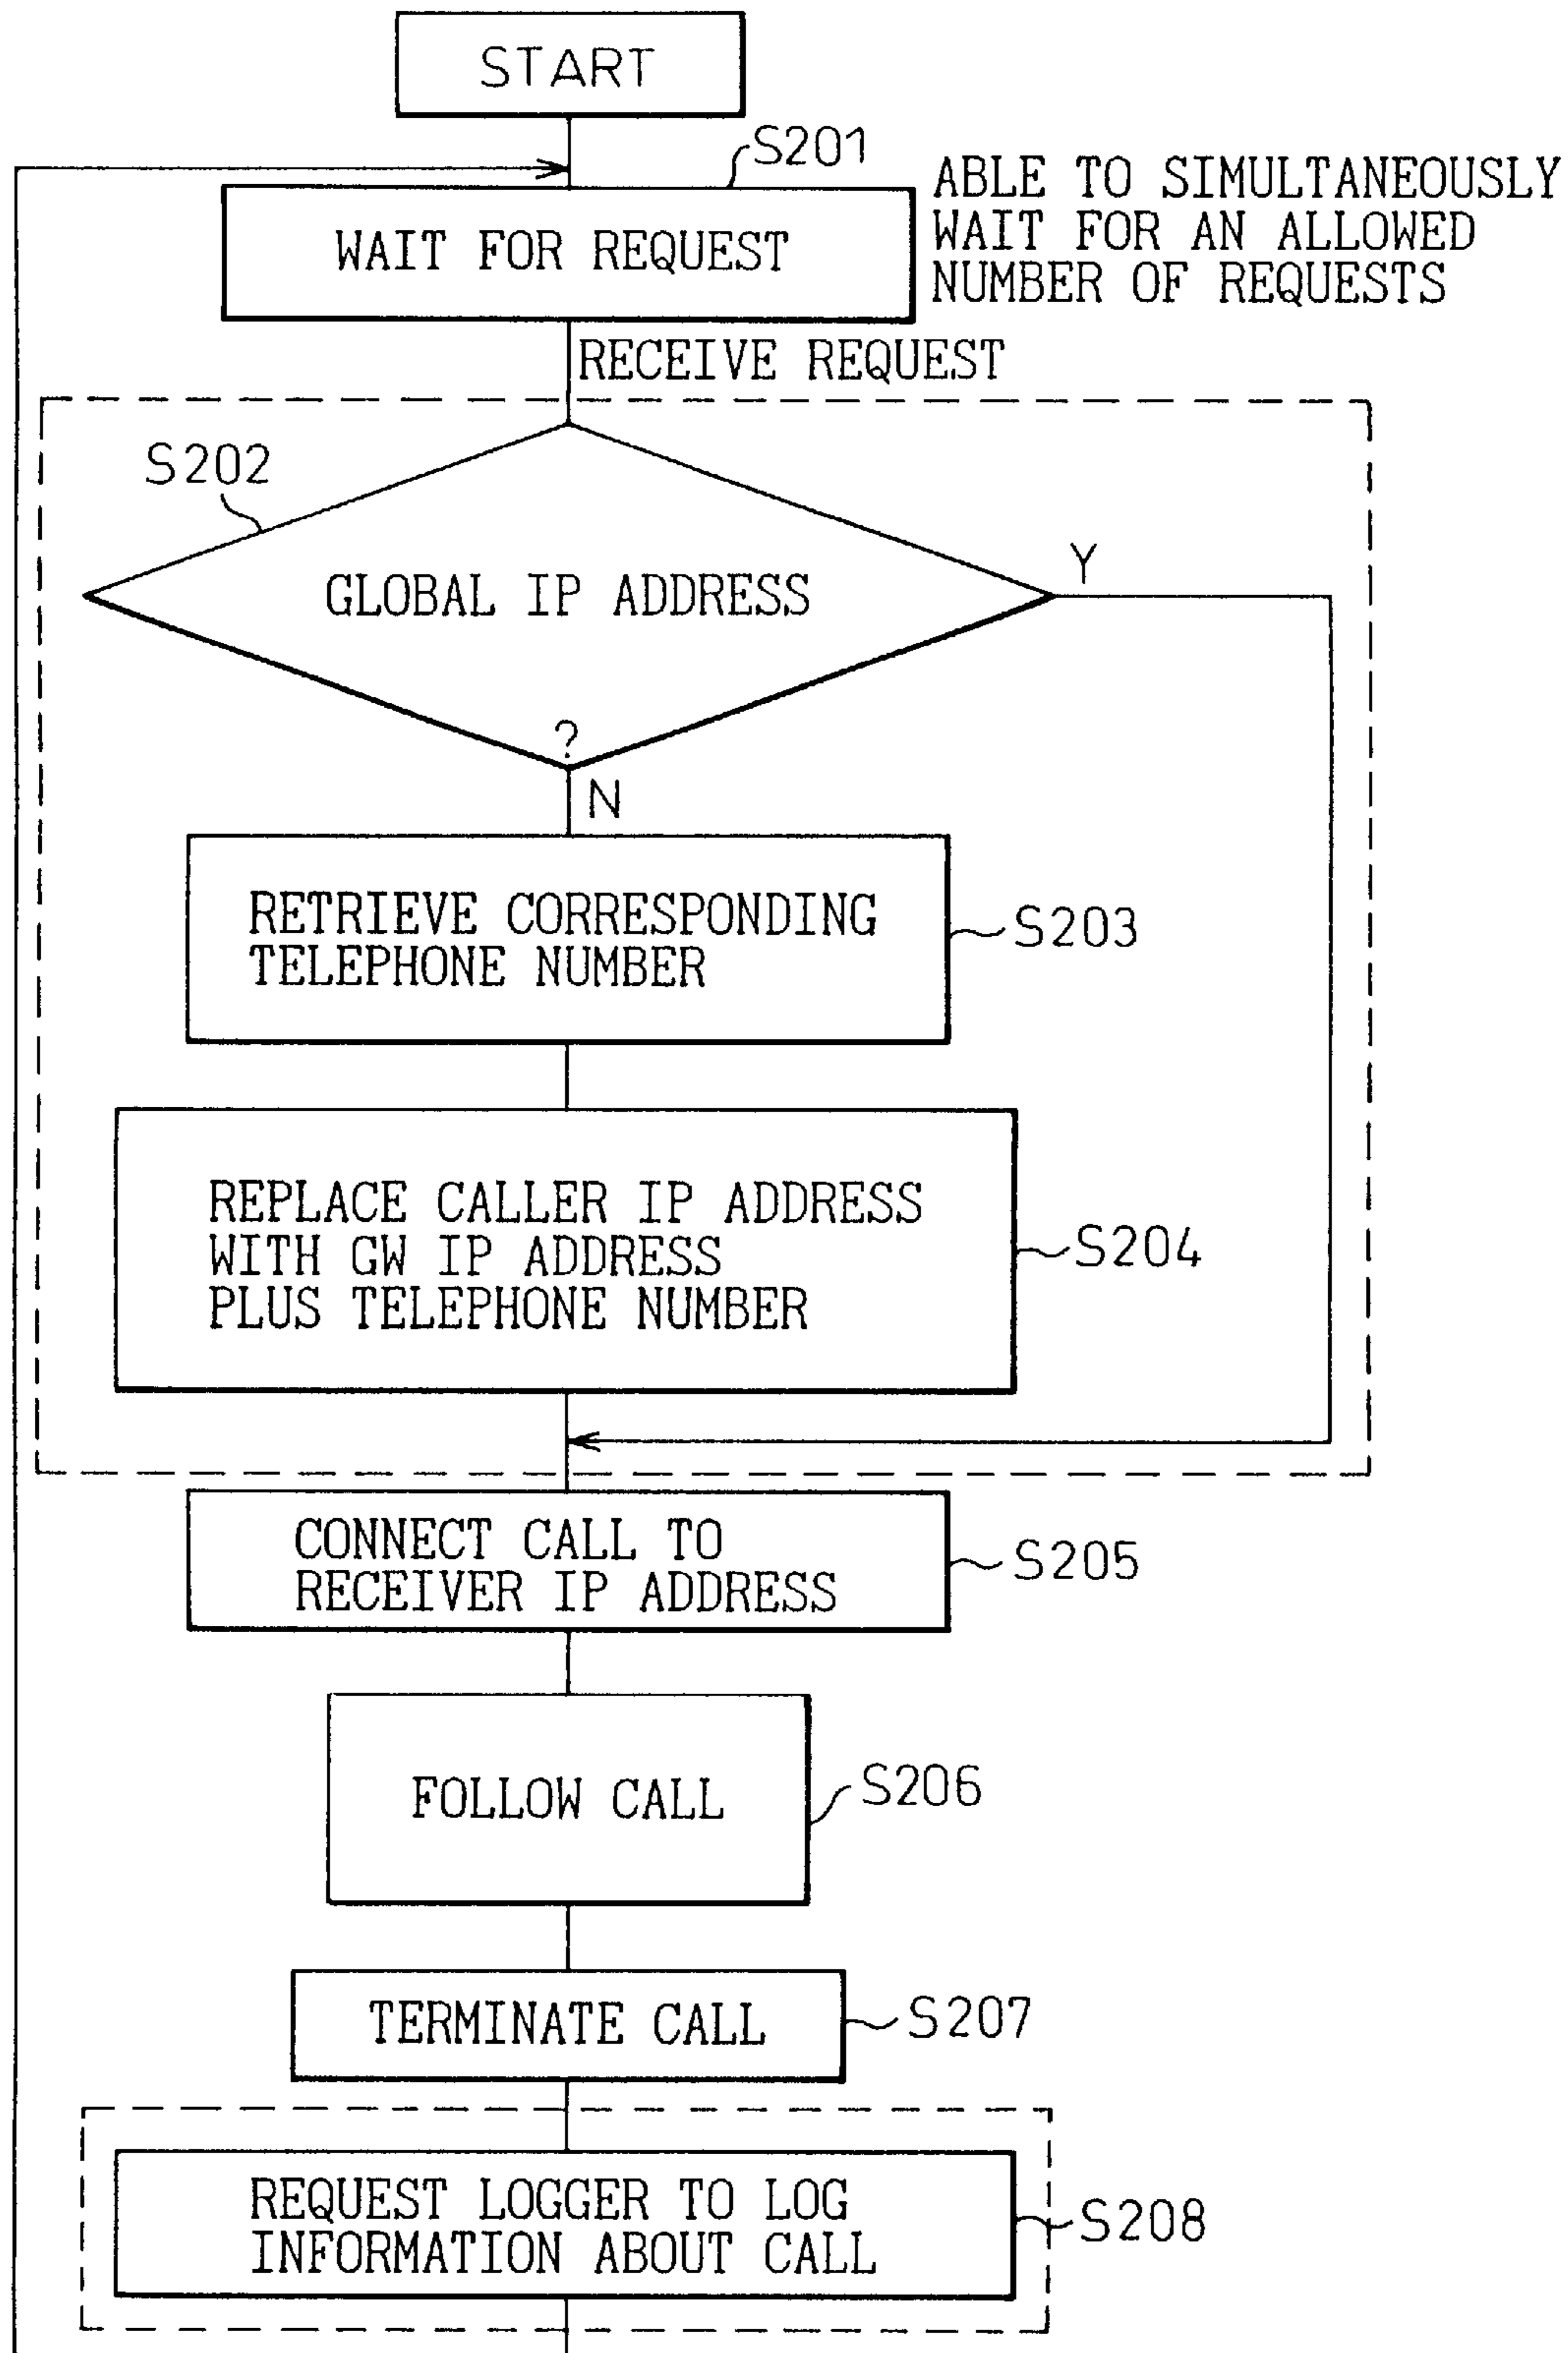 START
S201
ABLE TO SIMULTANEOUSLY
WAIT FOR AN ALLOWED
NUMBER OF REQUESTS
WAIT FOR REQUEST
RECEIVE REQUEST
S202
Y
GLOBAL IP ADDRESS
?
N
RETRIEVE CORRESPONDING
TELEPHONE NUMBER
S203
REPLACE CALLER IP ADDRESS
WITH GW IP ADDRESS
PLUS TELEPHONE NUMBER
S204
CONNECT CALL TO
RECEIVER IP ADDRESS
S205
FOLLOW CALL
S206
TERMINATE CALL
S207
REQUEST LOGGER TO LOG
INFORMATION ABOUT CALL
S208